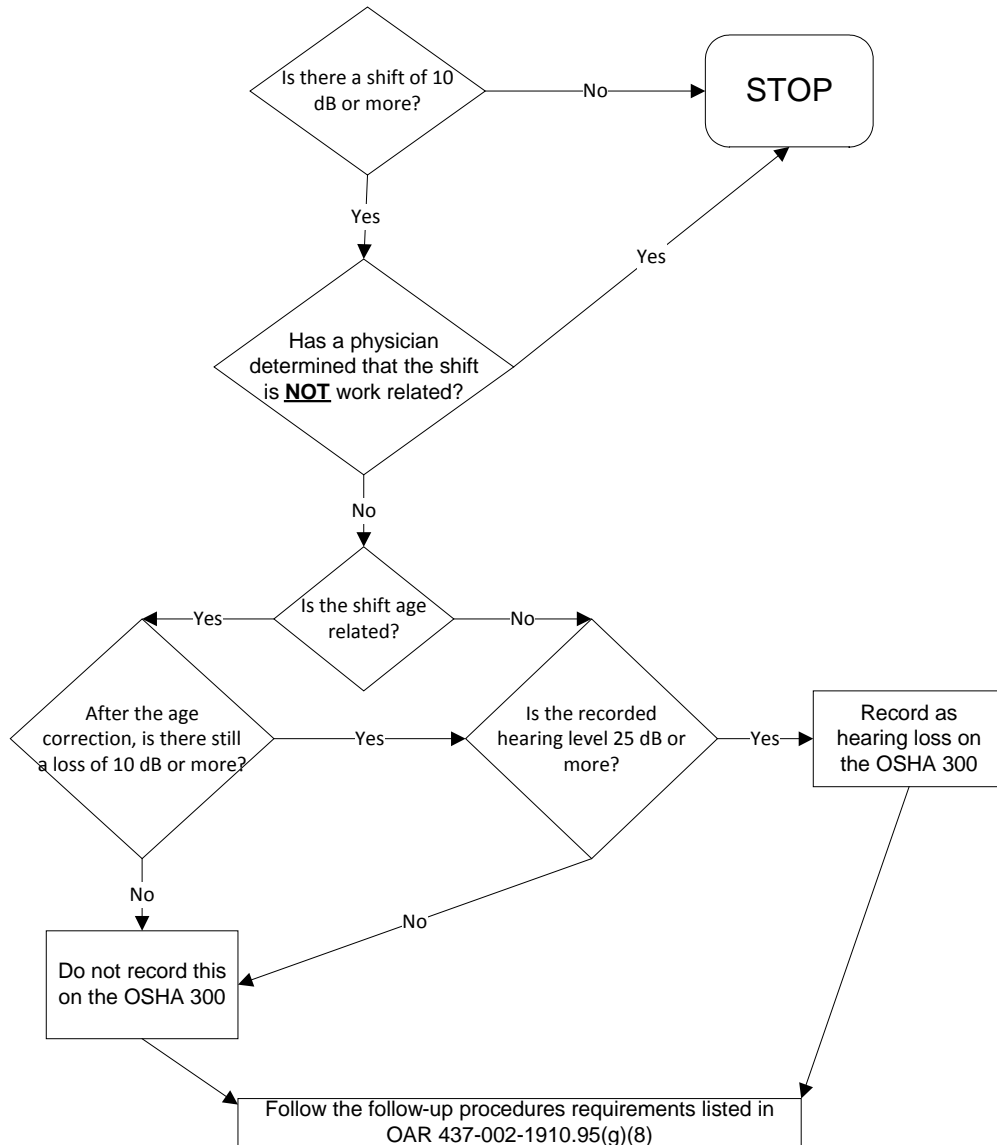 Is there a shift of 10
dB or more?
No
STOP
Yes
Yes
Has a physician
determined that the shift
is NOT work related?
No
Is the shift age
related?
Yes
No
After the age
correction, is there still
a loss of 10 dB or more?
Yes
Is the recorded
hearing level 25 dB or
more?
Yes
Record as
hearing loss on
the OSHA 300
No
No
Do not record this
on the OSHA 300
Follow the follow-up procedures requirements listed in
OAR 437-002-1910.95(g)(8)